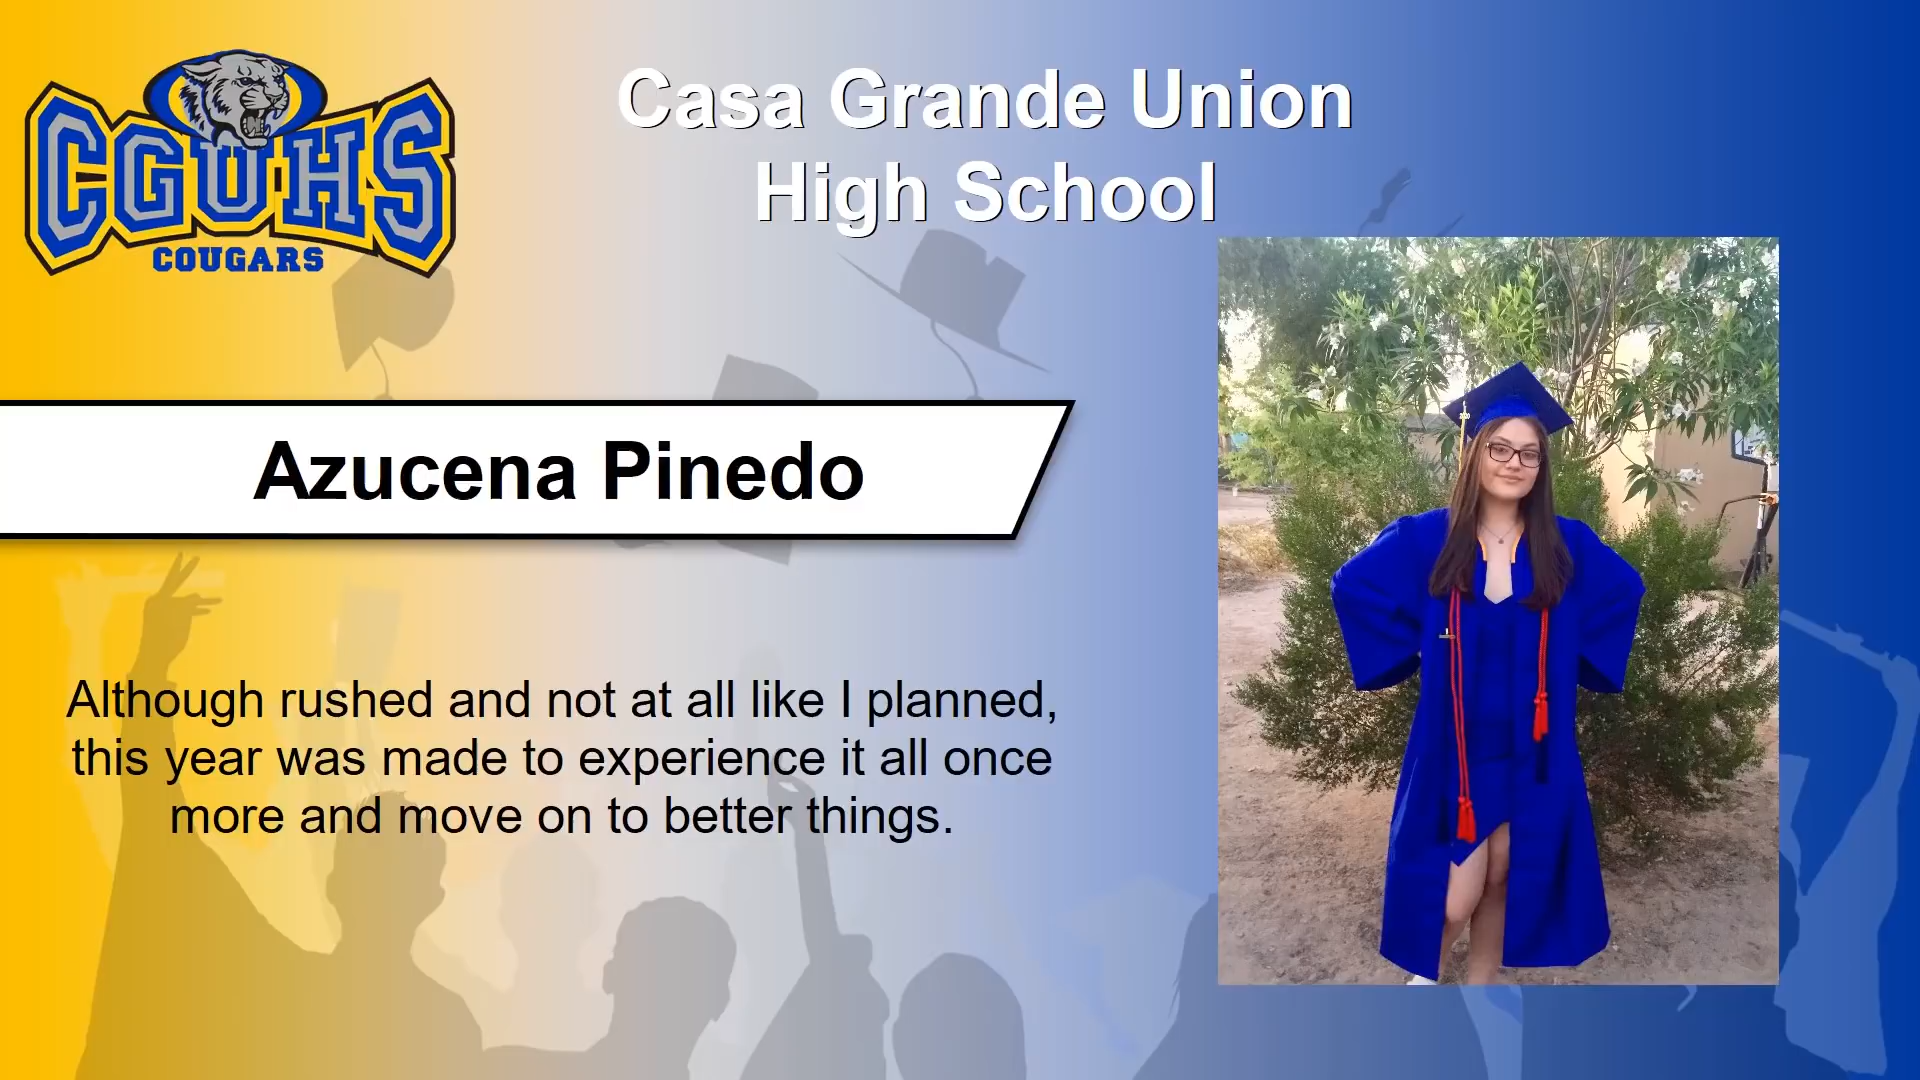 CGUHS
COUGARS
Casa Grande Union
High School
Azucena Pinedo
Although rushed and not at all like I planned,
this year was made to experience it all once
more and move on to better things.